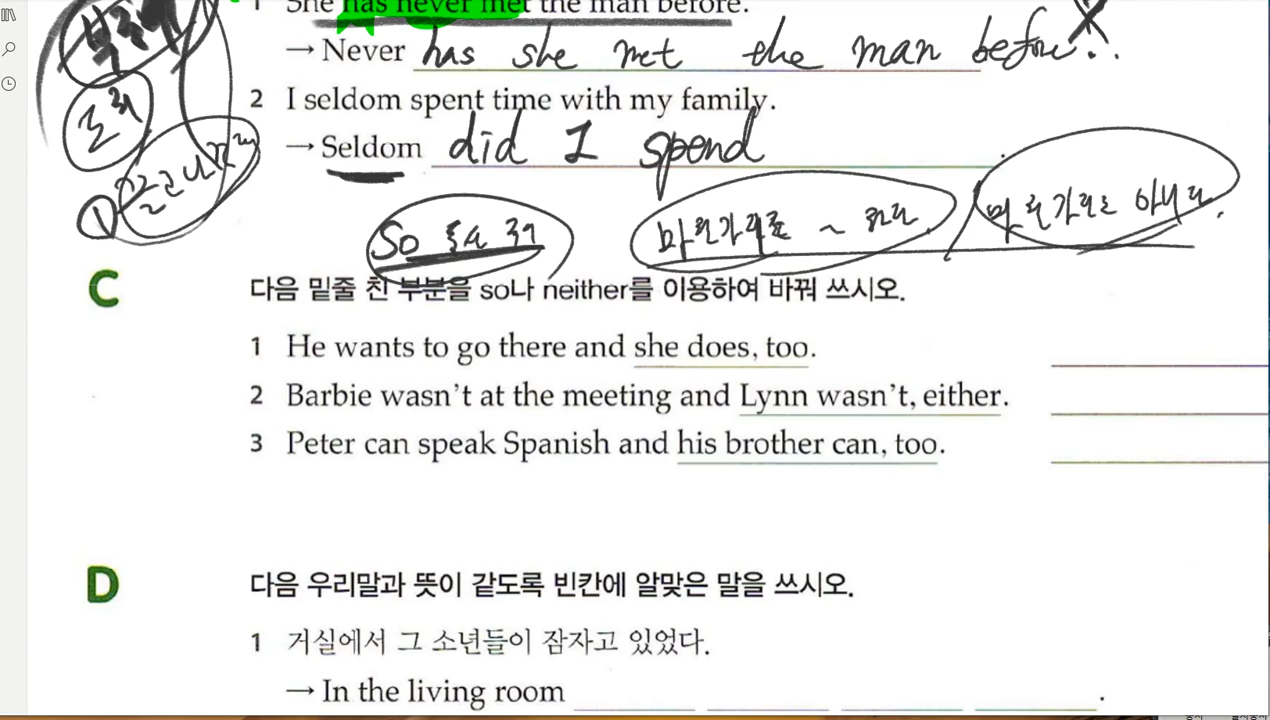 1 She has never met the man before.
→ Never has she met the man before.
2 I seldom spent time with my family.
→ Seldom did I spend
도치
①
So 동사 주어
마찬가지로 ~
마찬가지로 아니다.
C 다음 밑줄 친 부분을 so나 neither를 이용하여 바꿔 쓰시오.
1 He wants to go there and she does, too.
2 Barbie wasn't at the meeting and Lynn wasn't, either.
3 Peter can speak Spanish and his brother can, too.
D 다음 우리말과 뜻이 같도록 빈칸에 알맞은 말을 쓰시오.
1 거실에서 그 소년들이 잠자고 있었다.
→ In the living room .